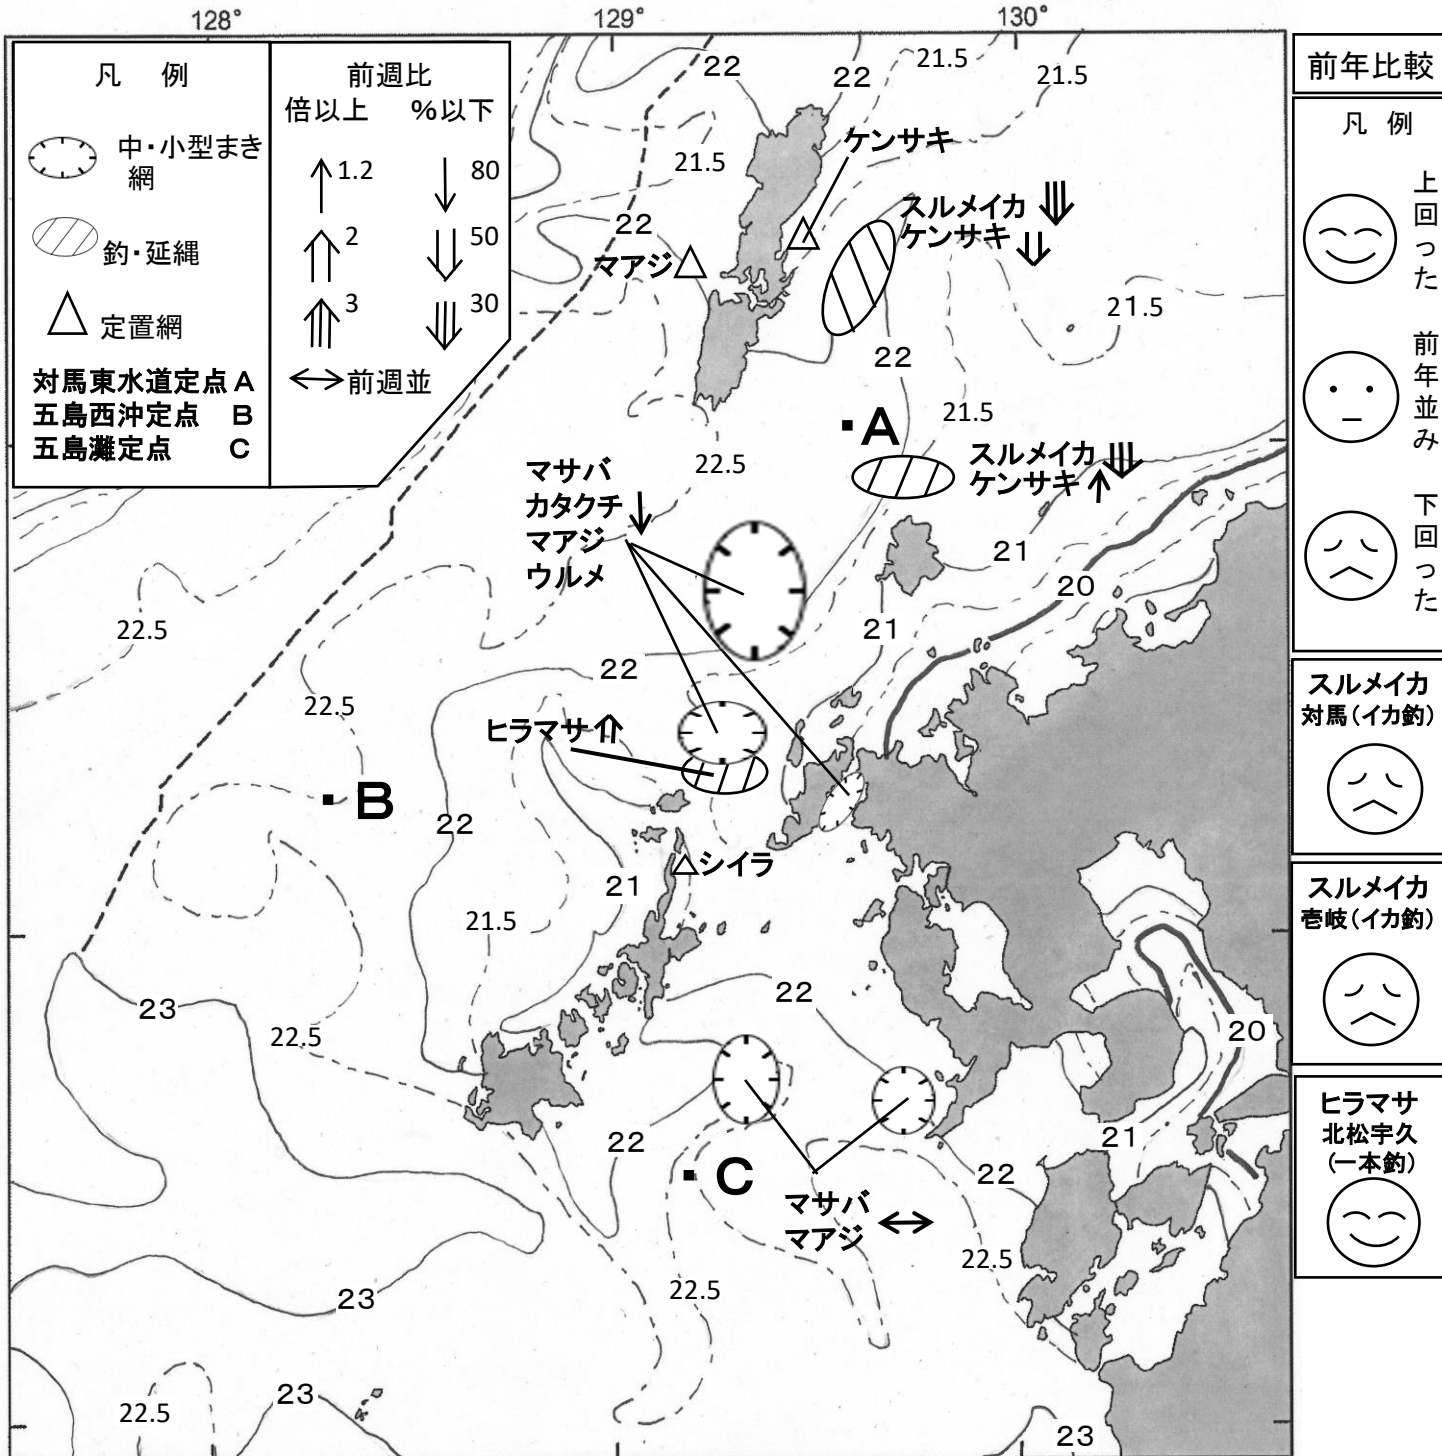 128°
129°
130°
凡 例
中・小型まき
網
釣・延縄
定置網
対馬東水道定点 A
五島西沖定点 B
五島灘定点 C
前週比
倍以上 %以下
1.2 80
2 50
3 30
前週並
前年比較
凡 例
上回った
前年並み
下回った
スルメイカ
対馬(イカ釣)
スルメイカ
壱岐(イカ釣)
ヒラマサ
北松宇久
(一本釣)
22
22
21.5
21.5
21.5
ケンサキ
スルメイカ
ケンサキ
22
マアジ
21.5
22
A
21.5
22.5
スルメイカ
ケンサキ
マサバ
カタクチ
マアジ
ウルメ
21
20
22.5
21
22
22.5
ヒラマサ
B
22
シイラ
21
21.5
22
23
22.5
20
22
21
C
22
マサバ
マアジ
22.5
22.5
23
23
22.5
23